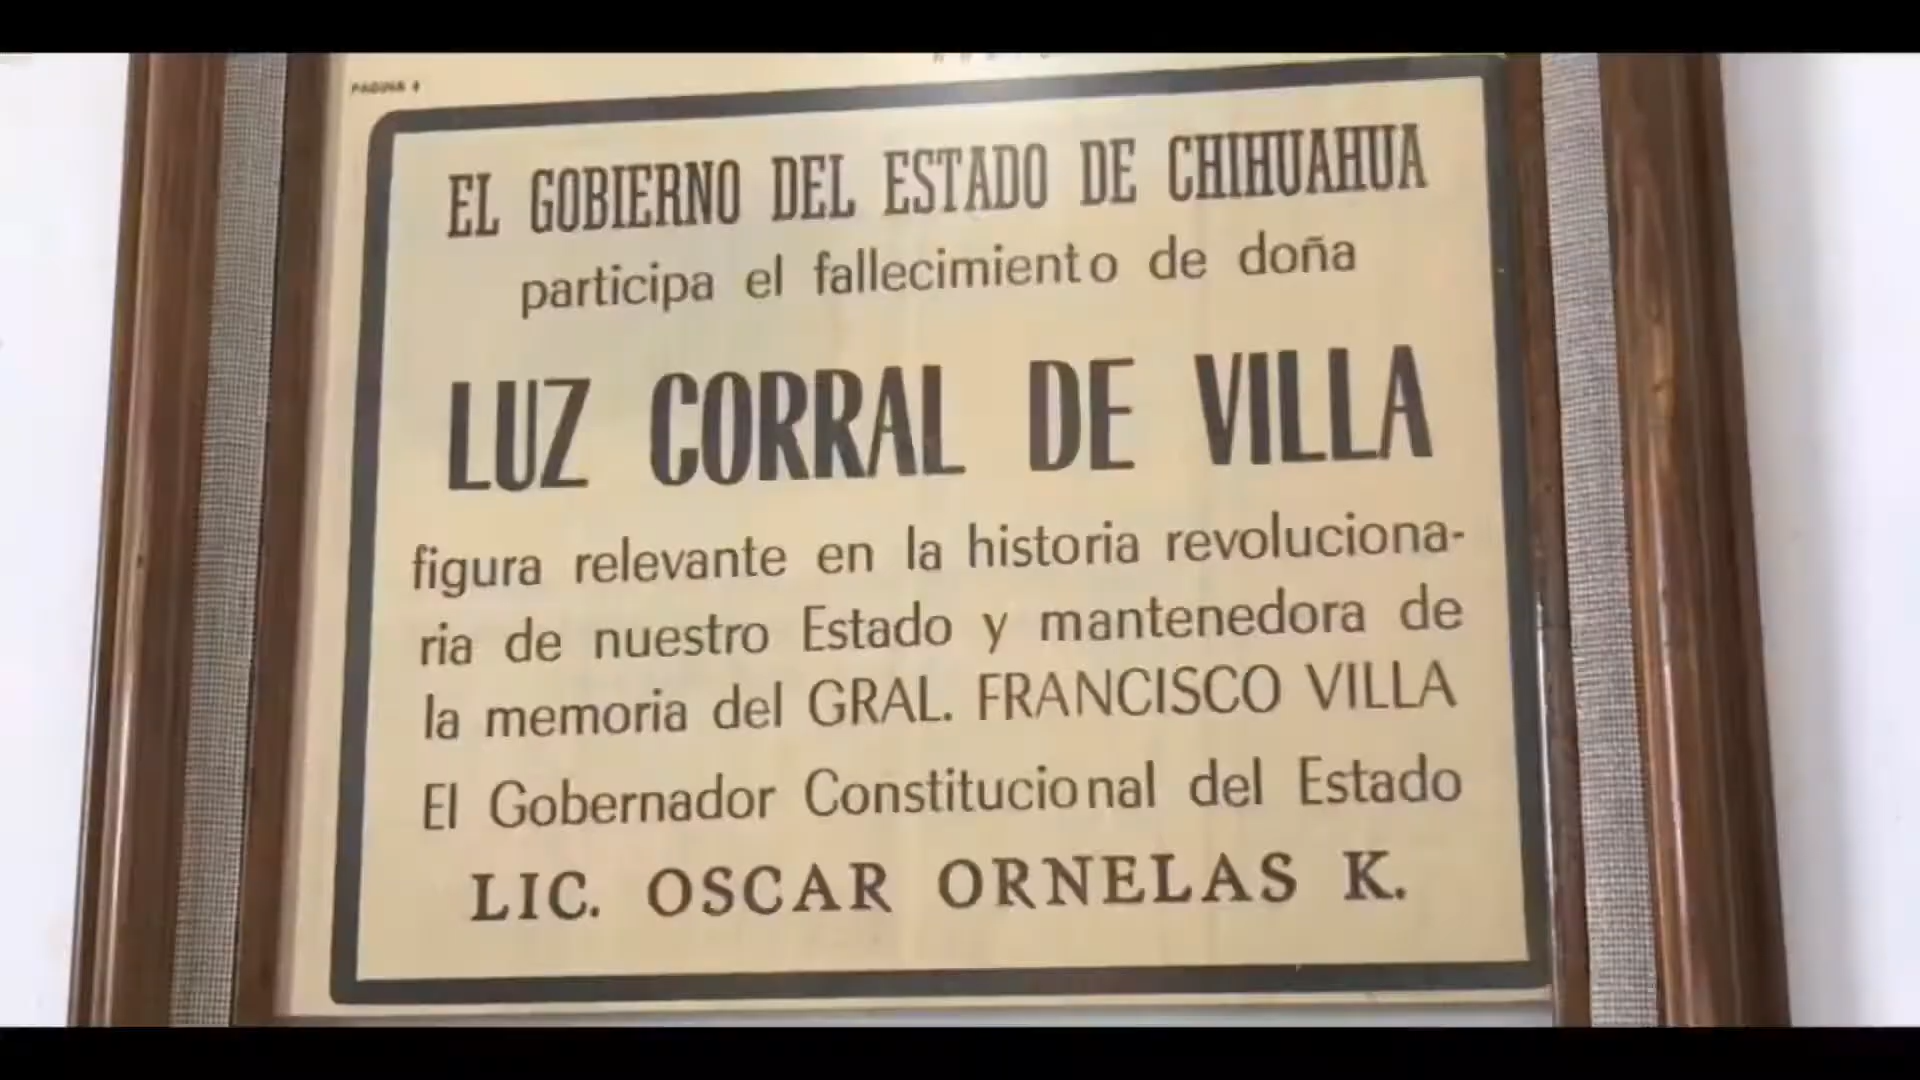 PAGINA 4
EL GOBIERNO DEL ESTADO DE CHIHUAHUA
participa el fallecimiento de doña
LUZ CORRAL DE VILLA
figura relevante en la historia revoluciona-
ria de nuestro Estado y mantenedora de
la memoria del GRAL. FRANCISCO VILLA
El Gobernador Constitucional del Estado
LIC. OSCAR ORNELAS K.